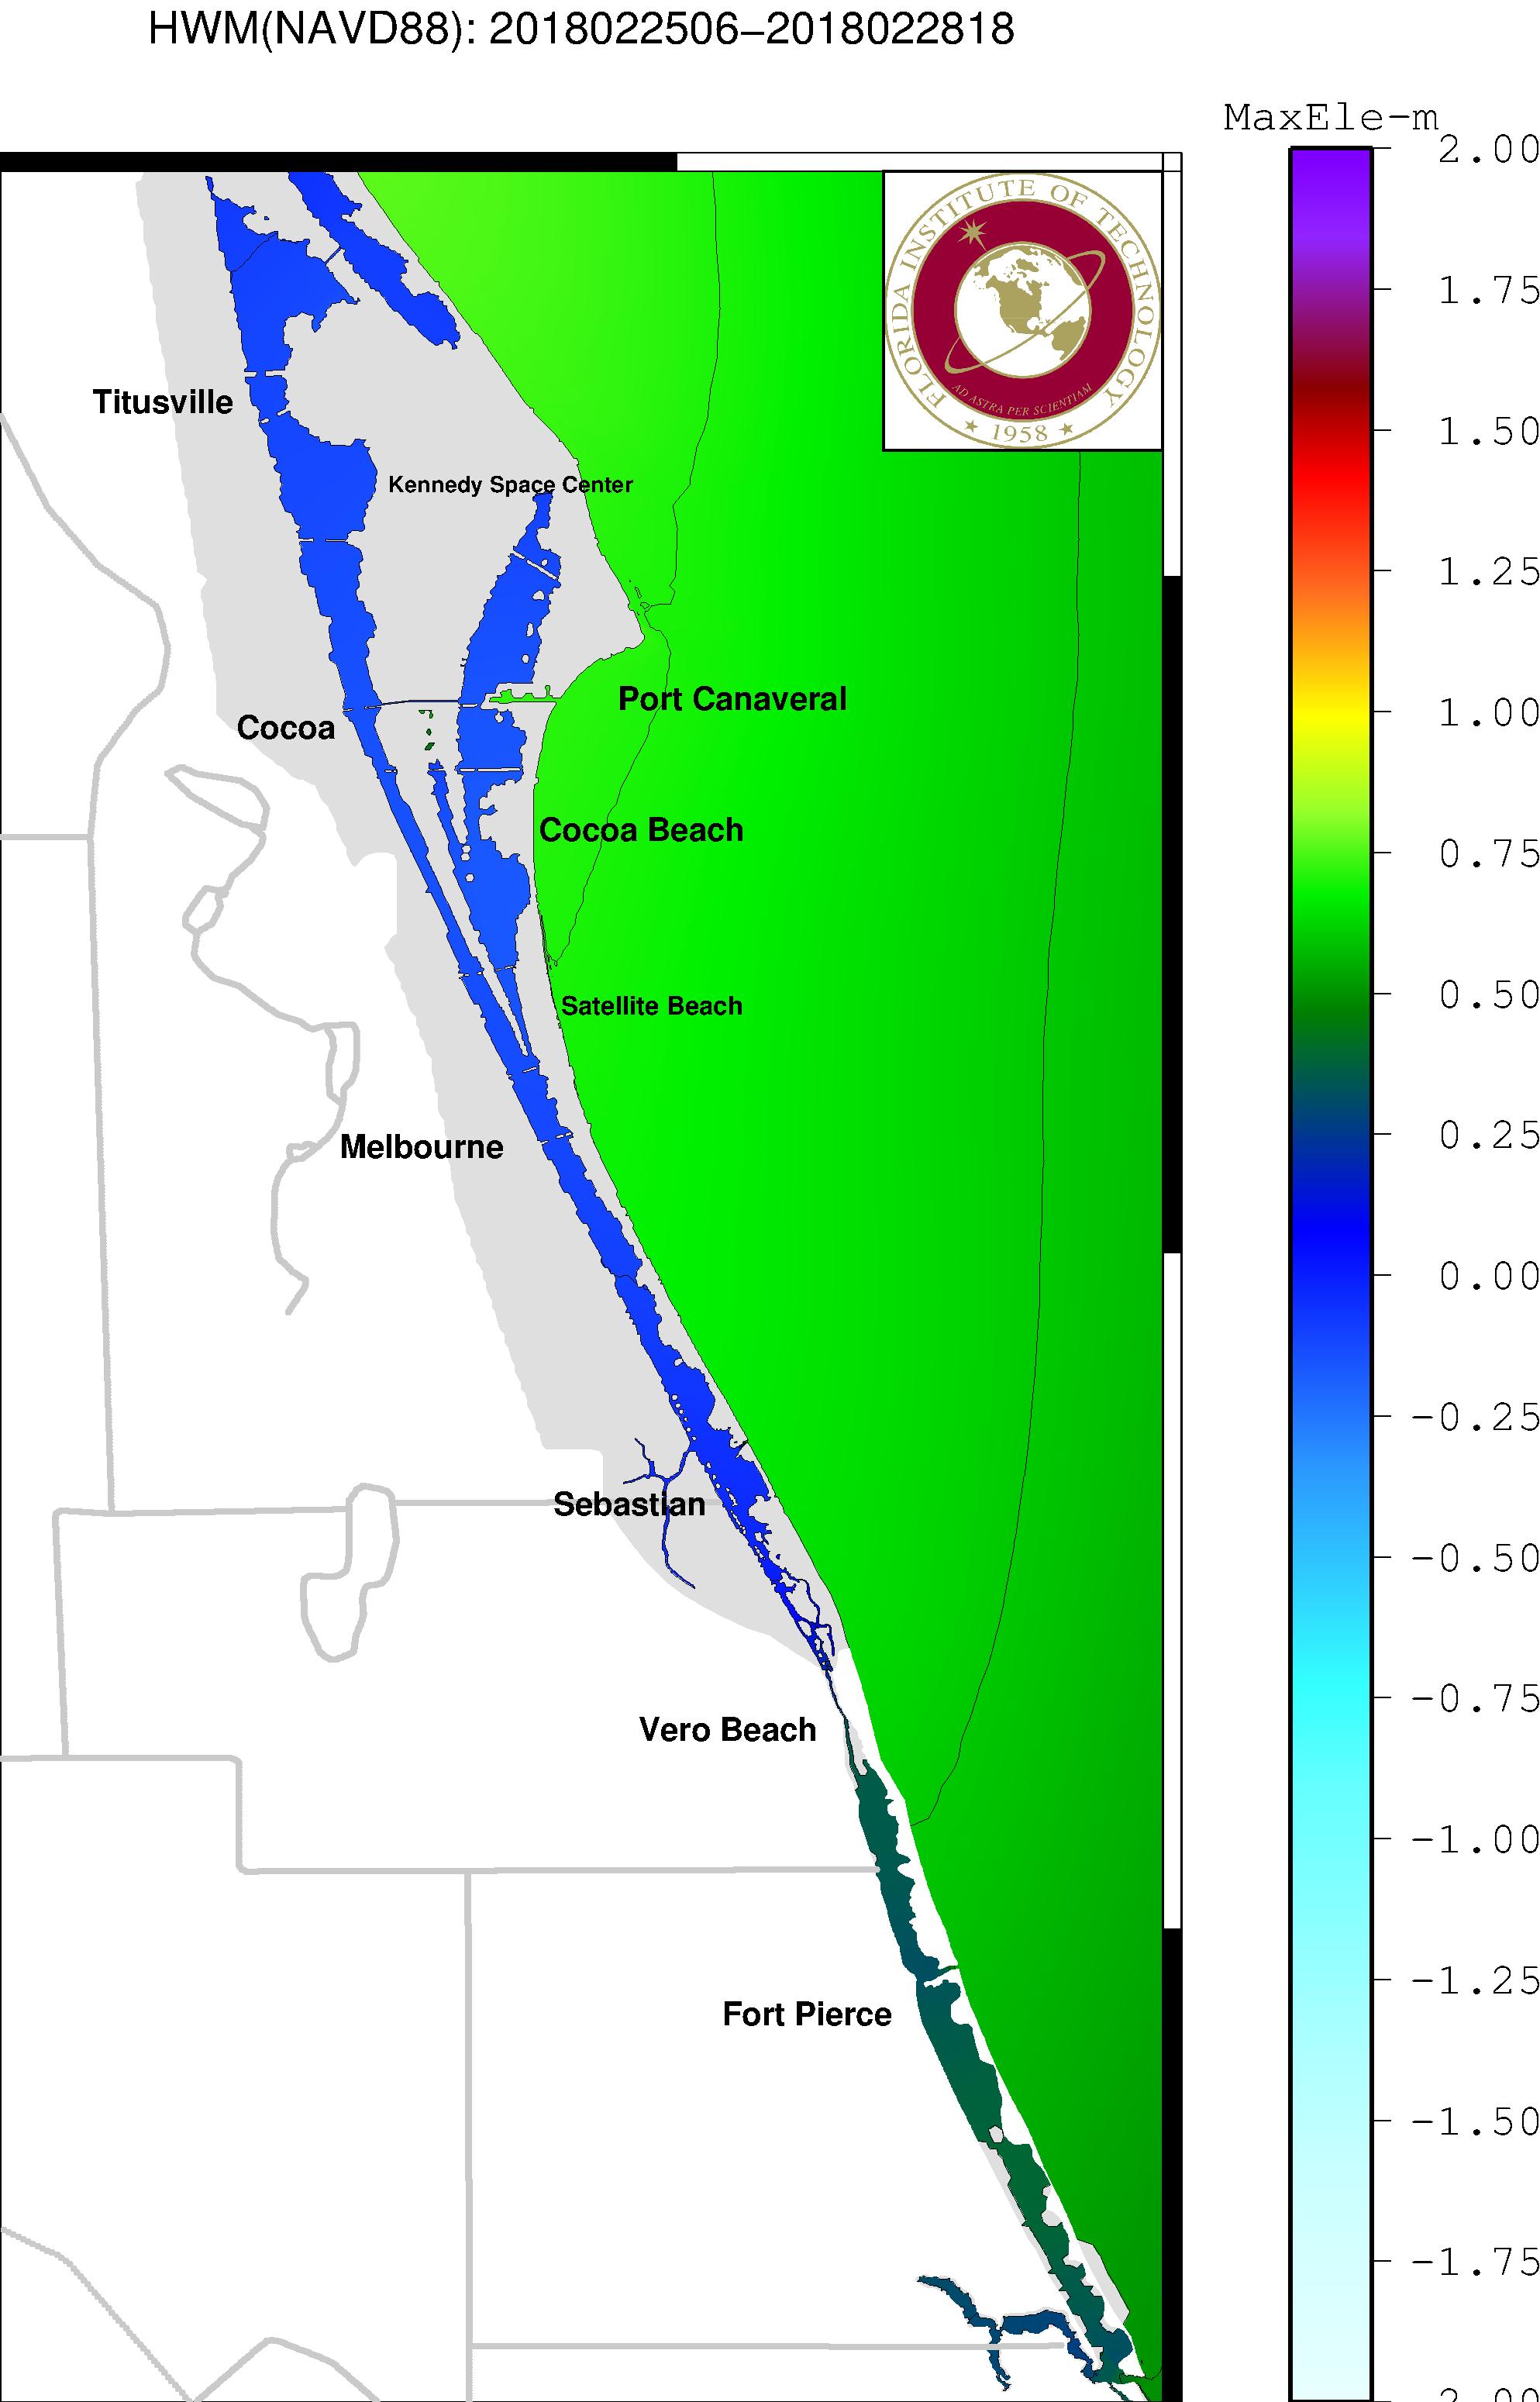 HWM(NAVD88): 2018022506–2018022818
MaxEle-m
2.00
1.75
1.50
1.25
1.00
0.75
0.50
0.25
0.00
-0.25
-0.50
-0.75
-1.00
-1.25
-1.50
-1.75
-2.00
FLORIDA INSTITUTE OF TECHNOLOGY
AD ASTRA PER SCIENTIAM
1958
Titusville
Kennedy Space Center
Port Canaveral
Cocoa
Cocoa Beach
Satellite Beach
Melbourne
Sebastian
Vero Beach
Fort Pierce